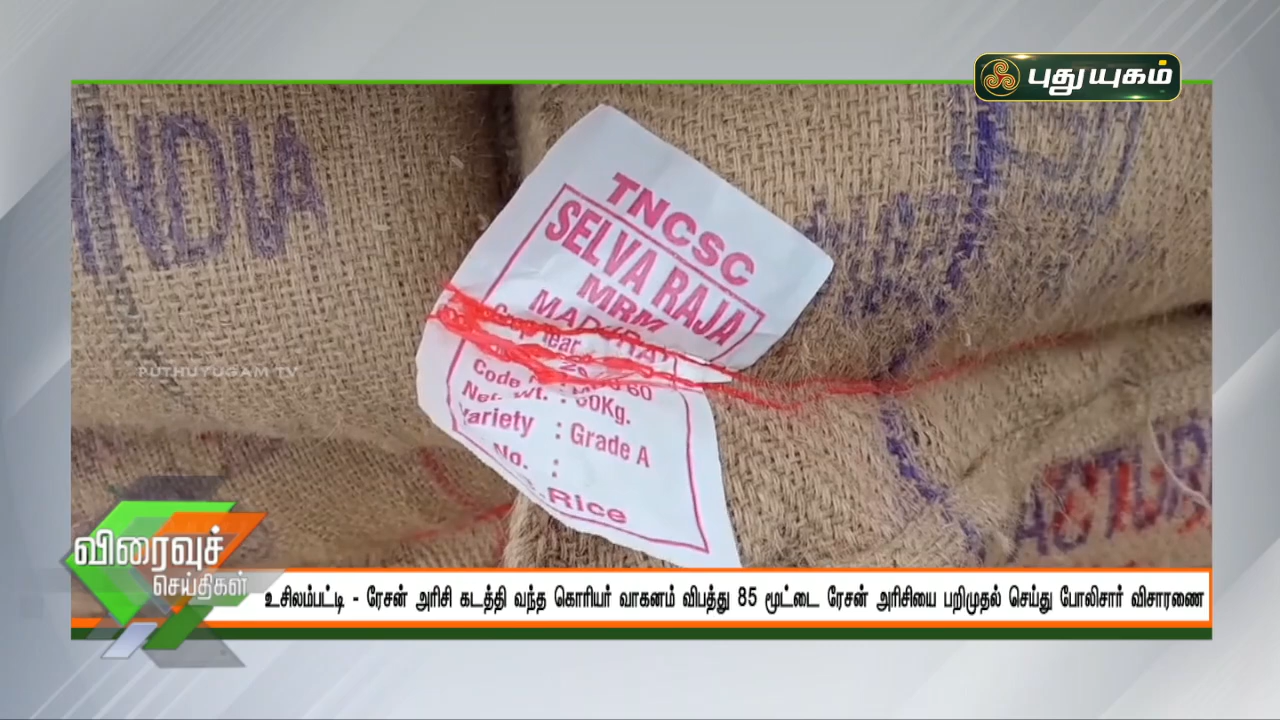 புதுயுகம்
INDIA
TNCSC
SELVA RAJA
MRM
Code
Net. Wt. : 60Kg.
Variety : Grade A
No. :
Rice
PUTHUYUGAM TV
விரைவுச்
செய்திகள்
உசிலம்பட்டி - ரேசன் அரிசி கடத்தி வந்த கொரியர் வாகனம் விபத்து 85 மூட்டை ரேசன் அரிசியை பறிமுதல் செய்து போலிசார் விசாரணை